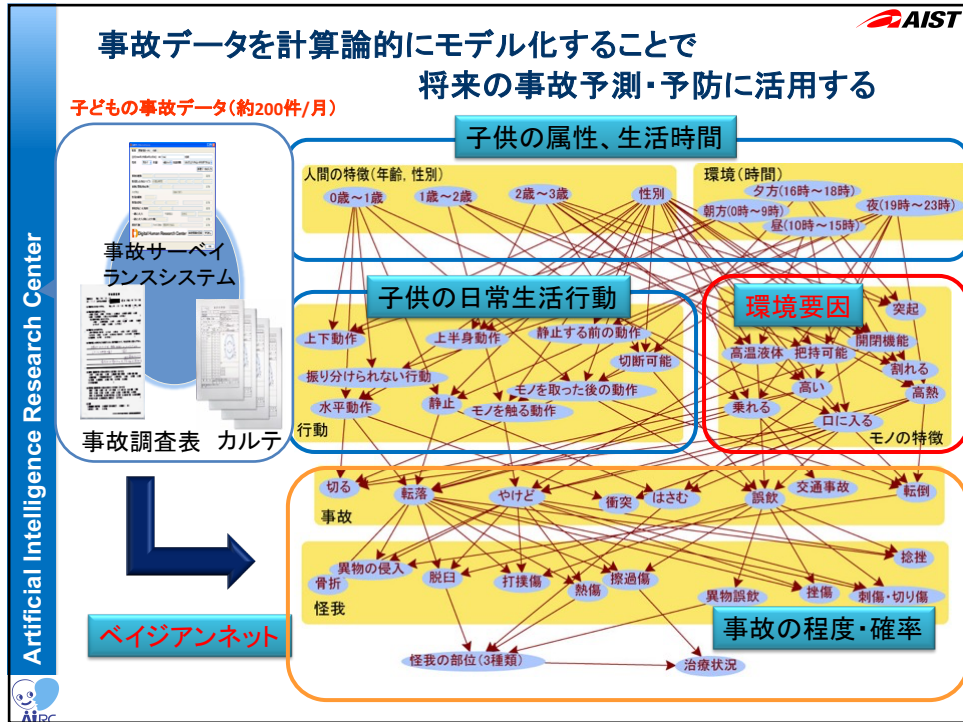 AIST
事故データを計算論的にモデル化することで
将来の事故予測・予防に活用する
子どもの事故データ(約200件/月)
Artificial Intelligence Research Center
Digital Human Research Center
事故サーベイ
ランスシステム
事故調査表
カルテ
子供の属性、生活時間
人間の特徴(年齢, 性別)
0歳～1歳
1歳～2歳
2歳～3歳
性別
環境(時間)
夕方(16時～18時)
朝方(0時～9時)
夜(19時～23時)
昼(10時～15時)
子供の日常生活行動
上下動作
上半身動作
静止する前の動作
切断可能
振り分けられない行動
モノを取った後の動作
水平動作
静止
モノを触る動作
行動
環境要因
突起
開閉機能
高温液体
把持可能
割れる
高い
高熱
乗れる
口に入る
モノの特徴
切る
転落
やけど
衝突
はさむ
誤飲
交通事故
転倒
事故
捻挫
異物の侵入
骨折
脱臼
打撲傷
熱傷
擦過傷
異物誤飲
挫傷
刺傷・切り傷
怪我
ベイジアンネット
事故の程度・確率
怪我の部位(3種類)
治療状況
AiRC